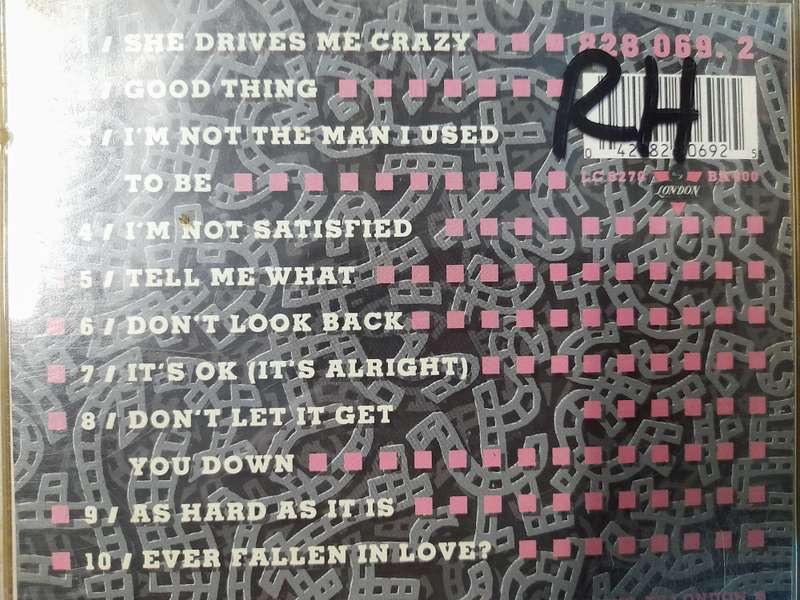 1 / SHE DRIVES ME CRAZY
828 069. 2
/ GOOD THING
RH
3 / I'M NOT THE MAN I USED
TO BE
LONDON
4 / I'M NOT SATISFIED
5 / TELL ME WHAT
6 / DON'T LOOK BACK
7 / IT'S OK (IT'S ALRIGHT)
8 / DON'T LET IT GET
YOU DOWN
9 / AS HARD AS IT IS
10 / EVER FALLEN IN LOVE?